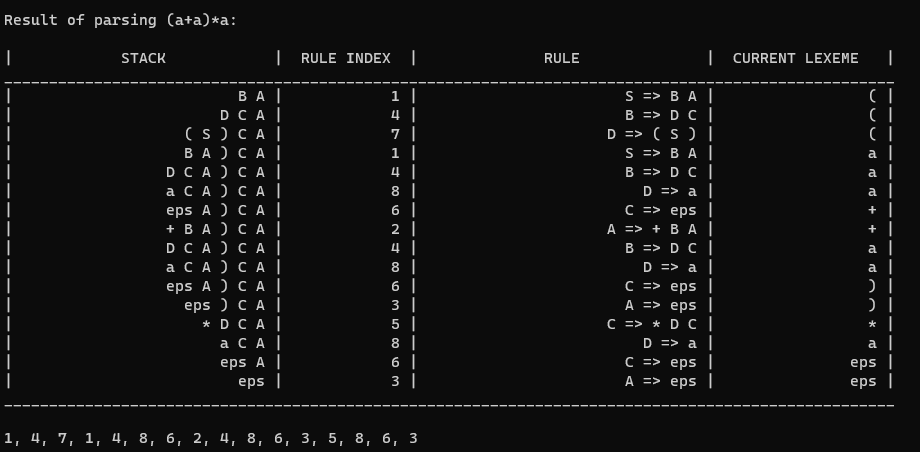 Result of parsing (a+a)*a:
| STACK | RULE INDEX | RULE | CURRENT LEXEME |
---------------------------------------------------------------------------------------------------
| B A | 1 | S => B A | ( |
| D C A | 4 | B => D C | ( |
| ( S ) C A | 7 | D => ( S ) | ( |
| B A ) C A | 1 | S => B A | a |
| D C A ) C A | 4 | B => D C | a |
| a C A ) C A | 8 | D => a | a |
| eps A ) C A | 6 | C => eps | + |
| + B A ) C A | 2 | A => + B A | + |
| D C A ) C A | 4 | B => D C | a |
| a C A ) C A | 8 | D => a | a |
| eps A ) C A | 6 | C => eps | ) |
| eps ) C A | 3 | A => eps | ) |
| * D C A | 5 | C => * D C | * |
| a C A | 8 | D => a | a |
| eps A | 6 | C => eps | eps |
| eps | 3 | A => eps | eps |
---------------------------------------------------------------------------------------------------
1, 4, 7, 1, 4, 8, 6, 2, 4, 8, 6, 3, 5, 8, 6, 3